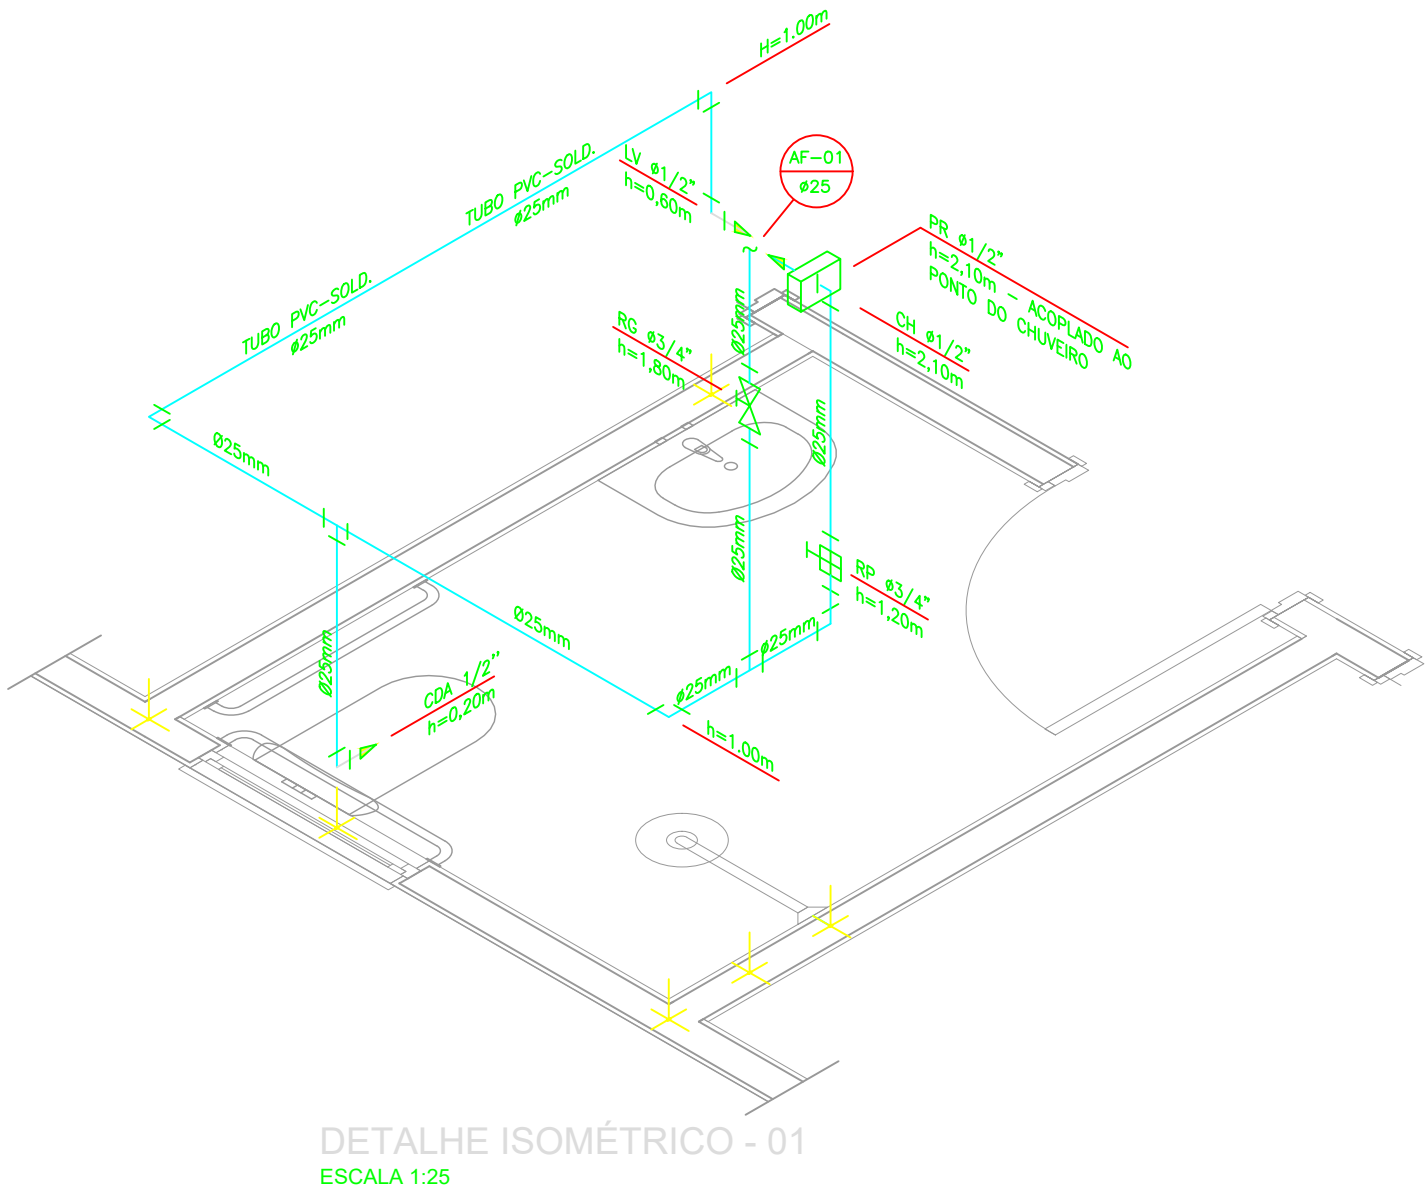 H=1.00m
TUBO PVC-SOLD.
ø25mm
LV ø1/2"
h=0,60m
AF-01
ø25
PR ø1/2"
h=2,10m - ACOPLADO AO
PONTO DO CHUVEIRO
TUBO PVC-SOLD.
ø25mm
RG ø3/4"
h=1,80m
Ø25mm
CH ø1/2"
h=2,10m
Ø25mm
Ø25mm
Ø25mm
RP ø3/4"
h=1,20m
Ø25mm
Ø25mm
CDA 1/2''
h=0,20m
ø25mm
ø25mm
h=1.00m
DETALHE ISOMÉTRICO - 01
ESCALA 1:25